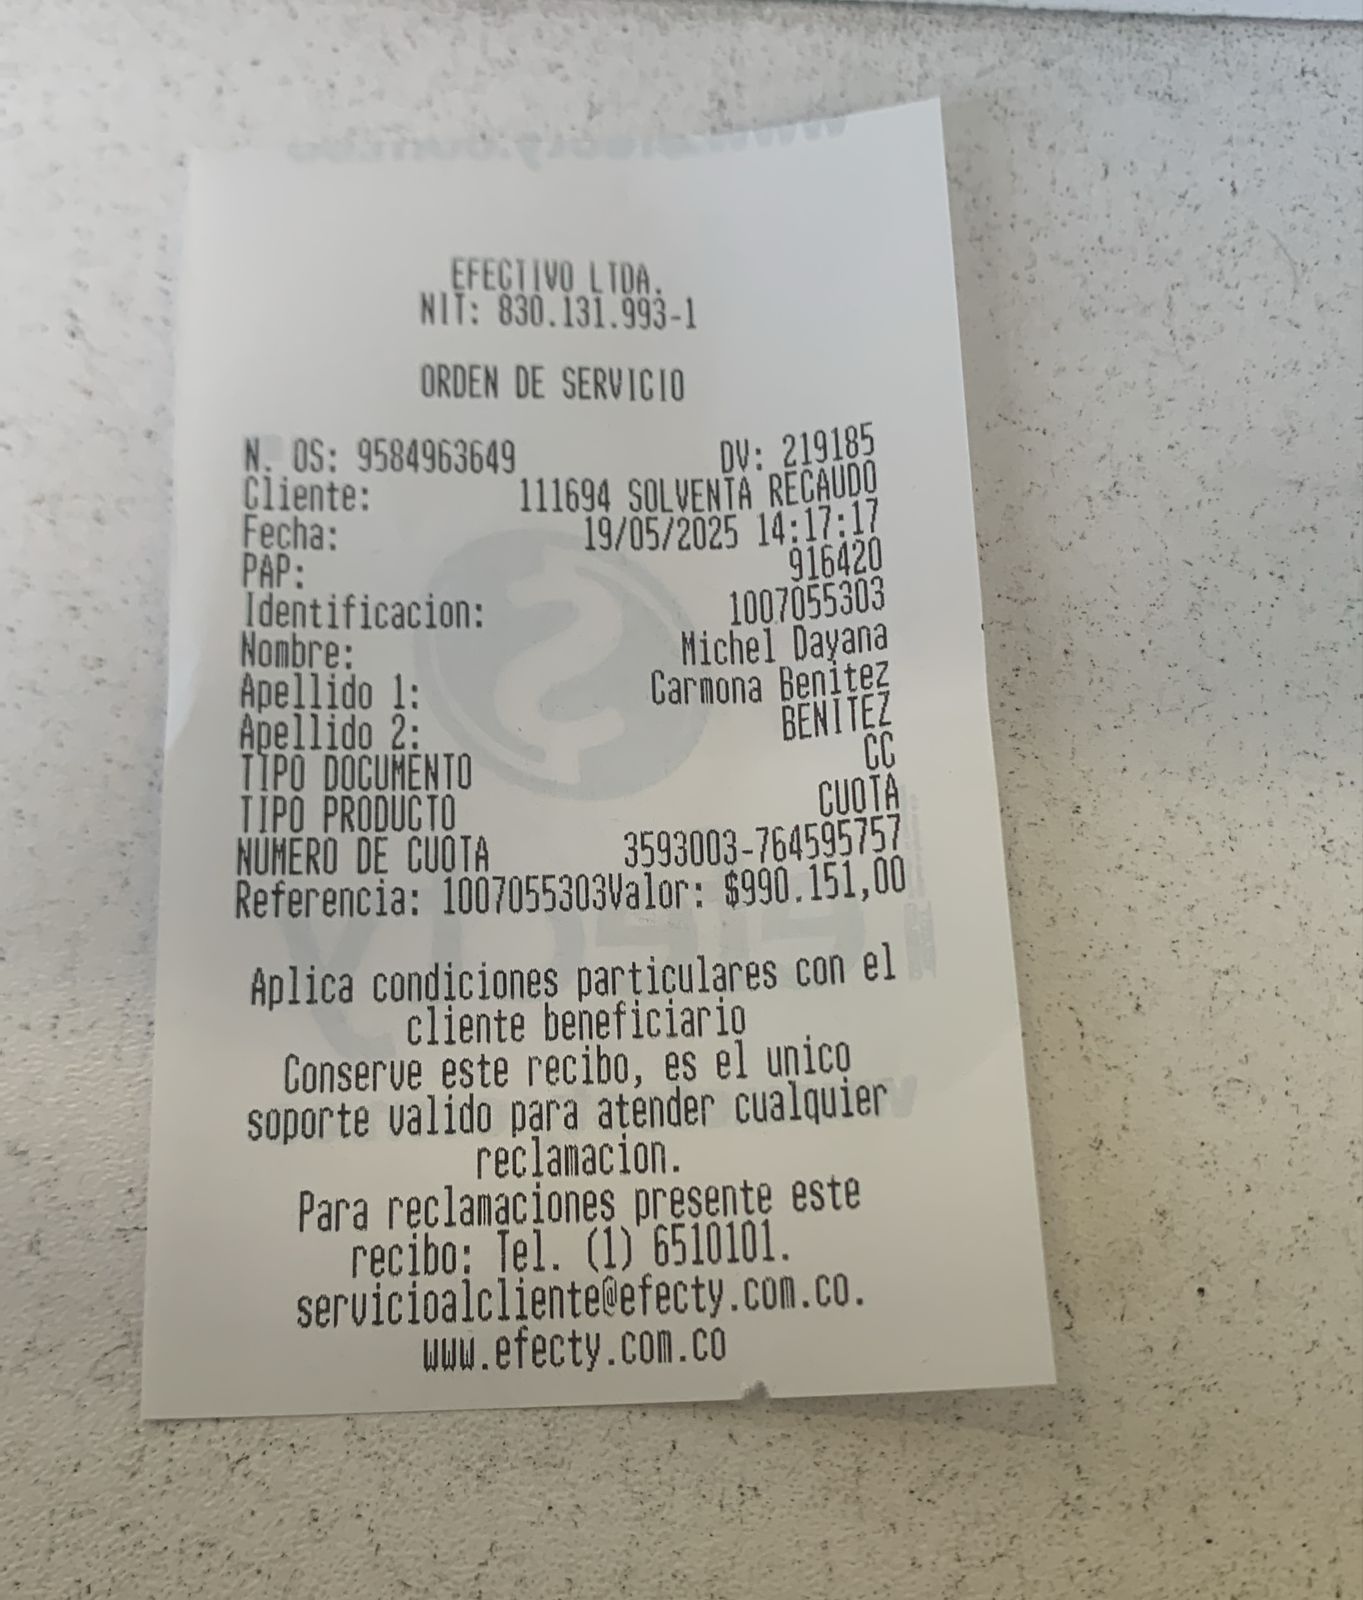 EFECTIVO LTDA.
NIT: 830.131.993-1
ORDEN DE SERVICIO
N. OS: 9584963649 DV: 219185
Cliente: 111694 SOLVENTA RECAUDO
Fecha: 19/05/2025 14:17:17
PAP: 916420
Identificacion: 1007055303
Nombre: Michel Dayana
Apellido 1: Carmona Benitez
Apellido 2: BENITEZ
TIPO DOCUMENTO CC
TIPO PRODUCTO CUOTA
NUMERO DE CUOTA 3593003-764595757
Referencia: 1007055303Valor: $990.151,00
Aplica condiciones particulares con el
cliente beneficiario
Conserve este recibo, es el unico
soporte valido para atender cualquier
reclamacion.
Para reclamaciones presente este
recibo: Tel. (1) 6510101.
servicioalcliente@efecty.com.co.
www.efecty.com.co